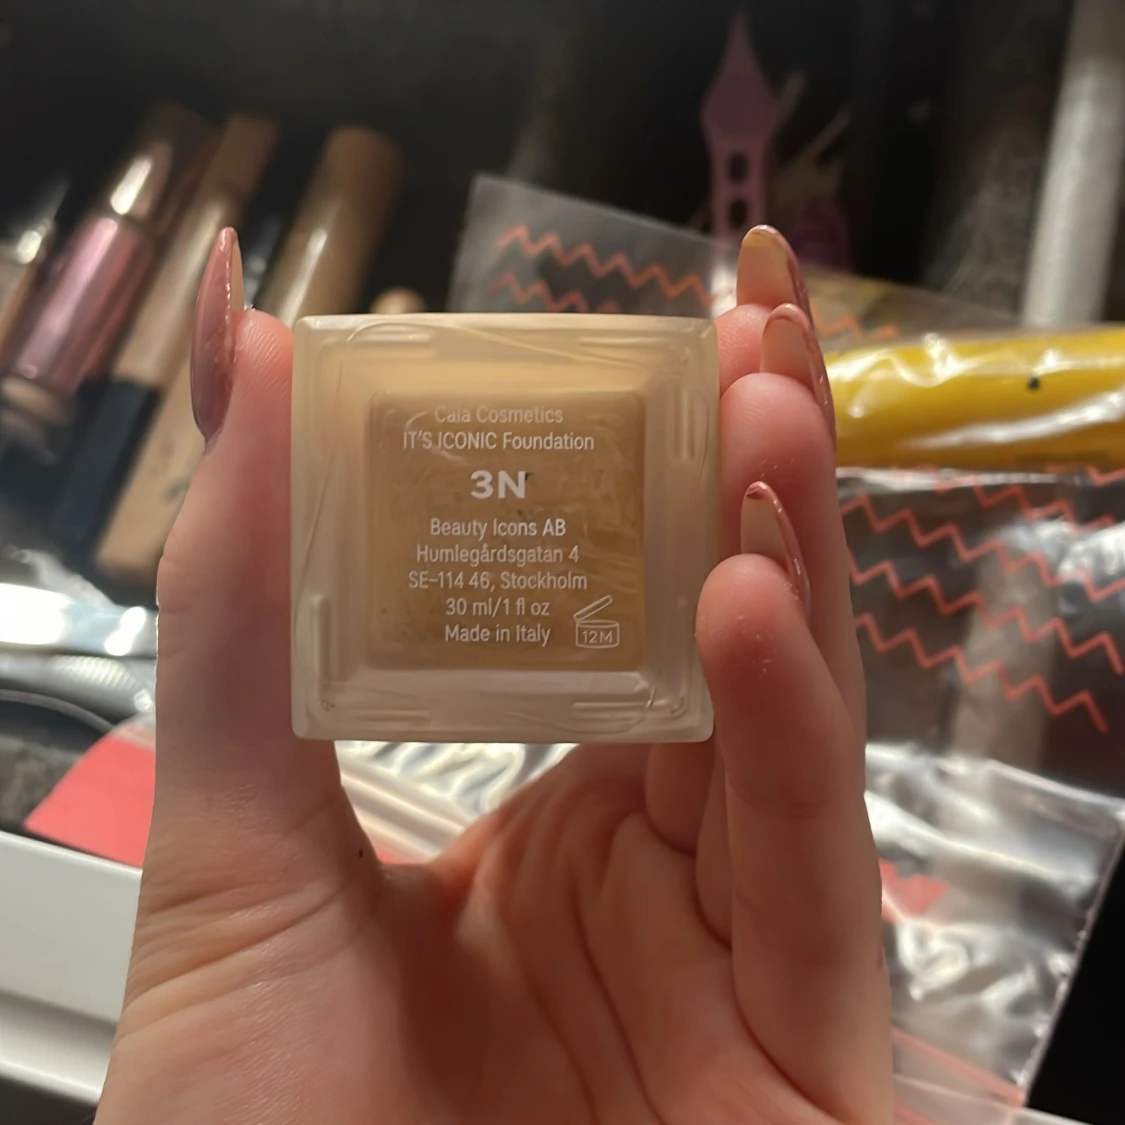 Caia Cosmetics
IT'S ICONIC Foundation
3N
Beauty Icons AB
Humlegårdsgatan 4
SE-114 46, Stockholm
30 ml/1 fl oz
Made in Italy
12M